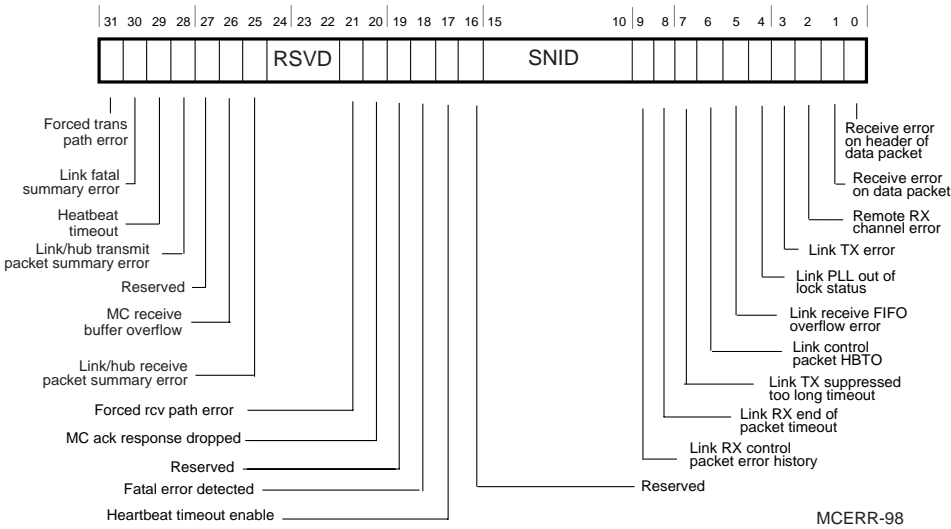 31 30 29 28 27 26 25 24 23 22 21 20 19 18 17 16 15 10 9 8 7 6 5 4 3 2 1 0
RSVD SNID
Forced trans
path error
Link fatal
summary error
Heatbeat
timeout
Link/hub transmit
packet summary error
Reserved
MC receive
buffer overflow
Link/hub receive
packet summary error
Forced rcv path error
MC ack response dropped
Reserved
Fatal error detected
Heartbeat timeout enable
Receive error
on header of
data packet
Receive error
on data packet
Remote RX
channel error
Link TX error
Link PLL out of
lock status
Link receive FIFO
overflow error
Link control
packet HBTO
Link TX suppressed
too long timeout
Link RX end of
packet timeout
Link RX control
packet error history
Reserved
MCERR-98